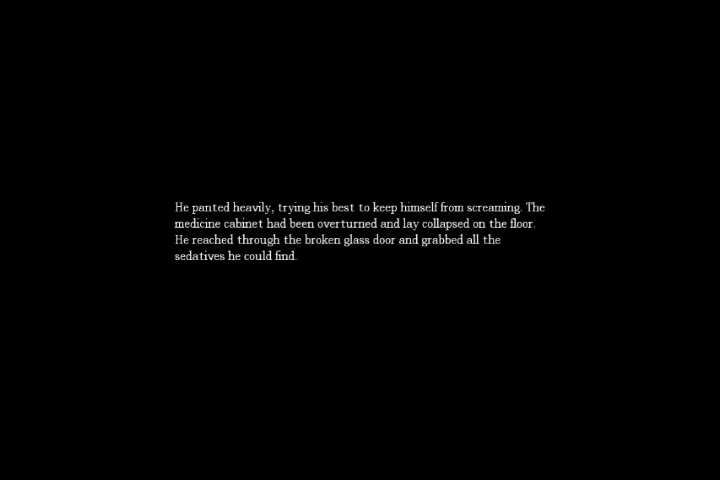 He panted heavily, trying his best to keep himself from screaming. The
medicine cabinet had been overturned and lay collapsed on the floor.
He reached through the broken glass door and grabbed all the
sedatives he could find.